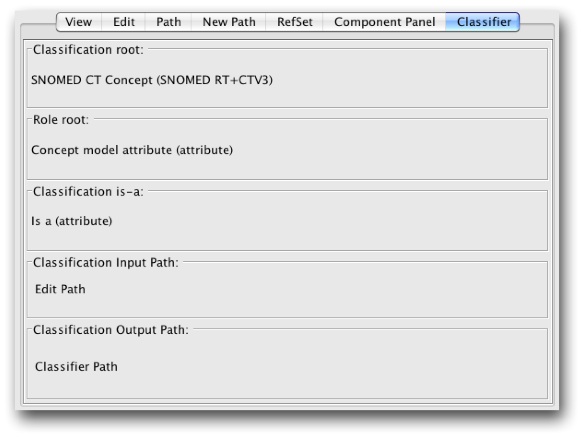 View Edit Path New Path RefSet Component Panel Classifier
Classification root:
SNOMED CT Concept (SNOMED RT+CTV3)
Role root:
Concept model attribute (attribute)
Classification is-a:
Is a (attribute)
Classification Input Path:
Edit Path
Classification Output Path:
Classifier Path